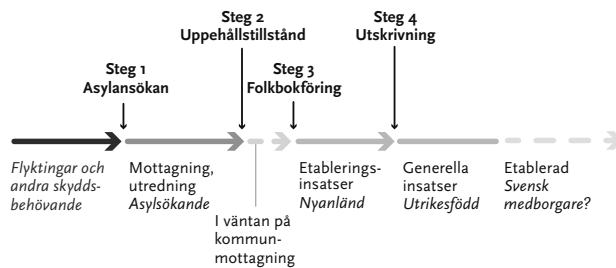 Steg 1
Asylansökan
Steg 2
Uppehållstillstånd
Steg 3
Folkbokföring
Steg 4
Utskrivning
Flyktingar och
andra skydds-
behövande
Mottagning,
utredning
Asylsökande
I väntan på
kommun-
mottagning
Etablerings-
insatser
Nyanländ
Generella
insatser
Utrikesfödd
Etablerad
Svensk
medborgare?